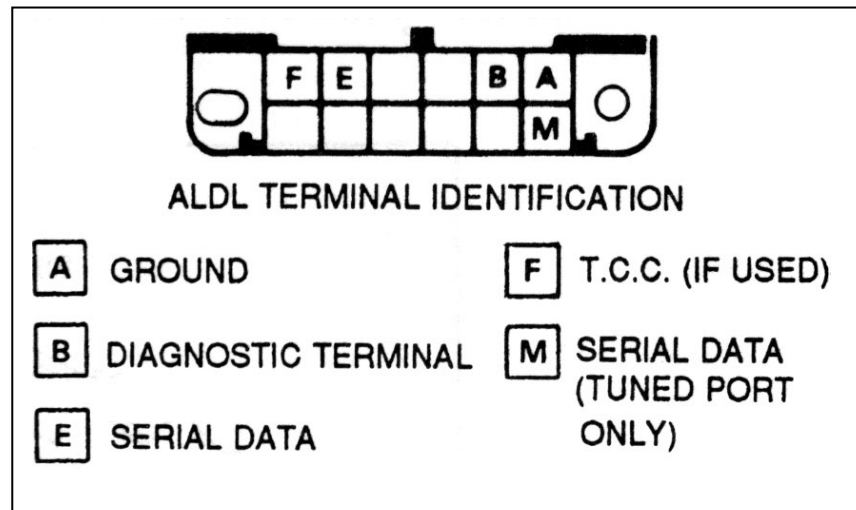 F E B A
M
ALDL TERMINAL IDENTIFICATION
A GROUND
B DIAGNOSTIC TERMINAL
E SERIAL DATA
F T.C.C. (IF USED)
M SERIAL DATA
(TUNED PORT
ONLY)